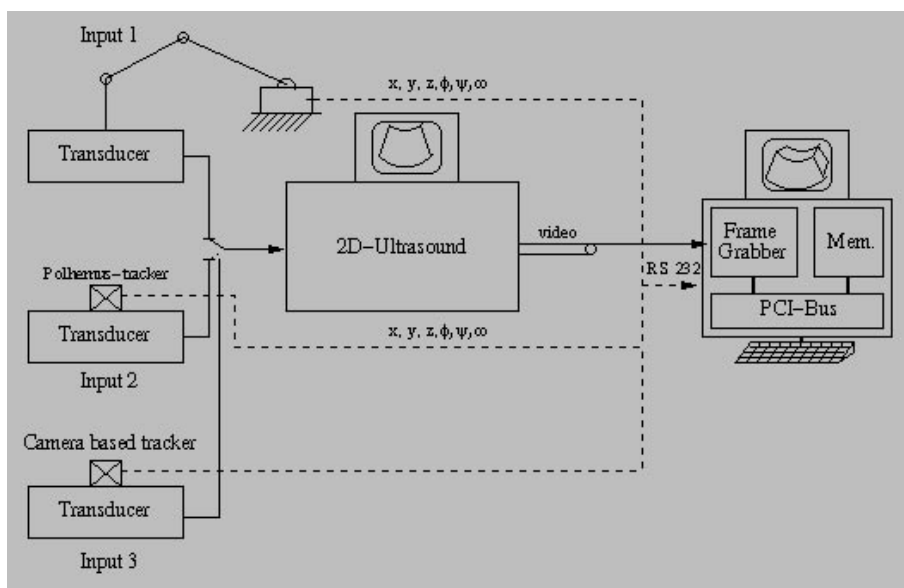 Input 1
x, y, z, ϕ, ψ, ω
Transducer
2D-Ultrasound
video
Frame
Grabber
Mem.
RS 232
PCI-Bus
Polhemus-tracker
Transducer
x, y, z, ϕ, ψ, ω
Input 2
Camera based tracker
Transducer
Input 3